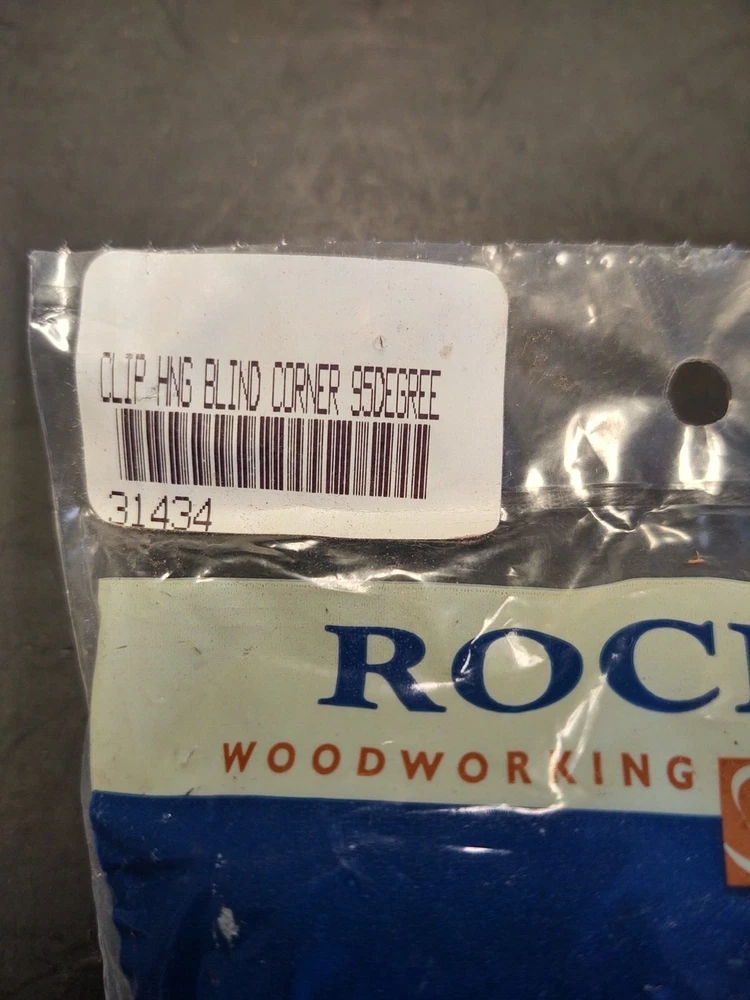 CLIP HNG BLIND CORNER 95DEGREE
31434
ROC
WOODWORKING